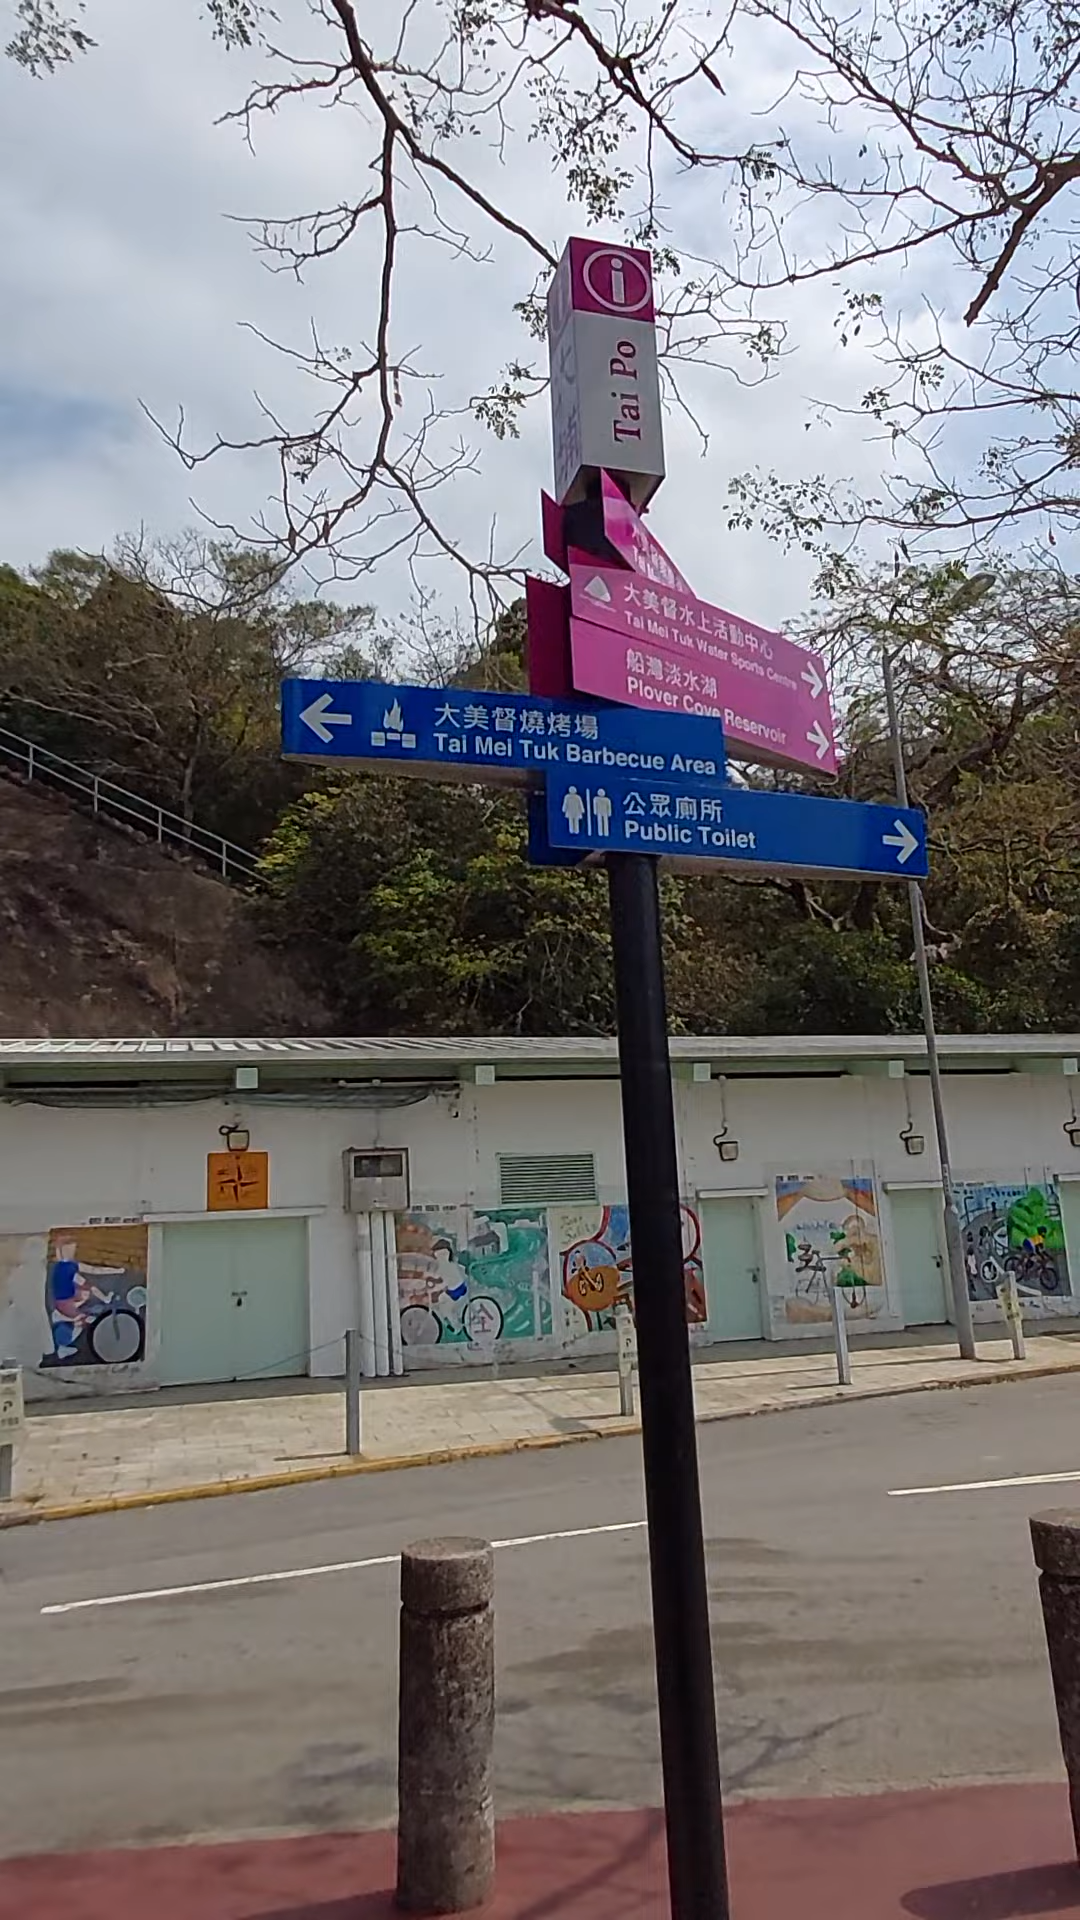 i
Tai Po
大美督水上活動中心
Tai Mei Tuk Water Sports Centre
船灣淡水湖
Plover Cove Reservoir
大美督燒烤場
Tai Mei Tuk Barbecue Area
公眾廁所
Public Toilet